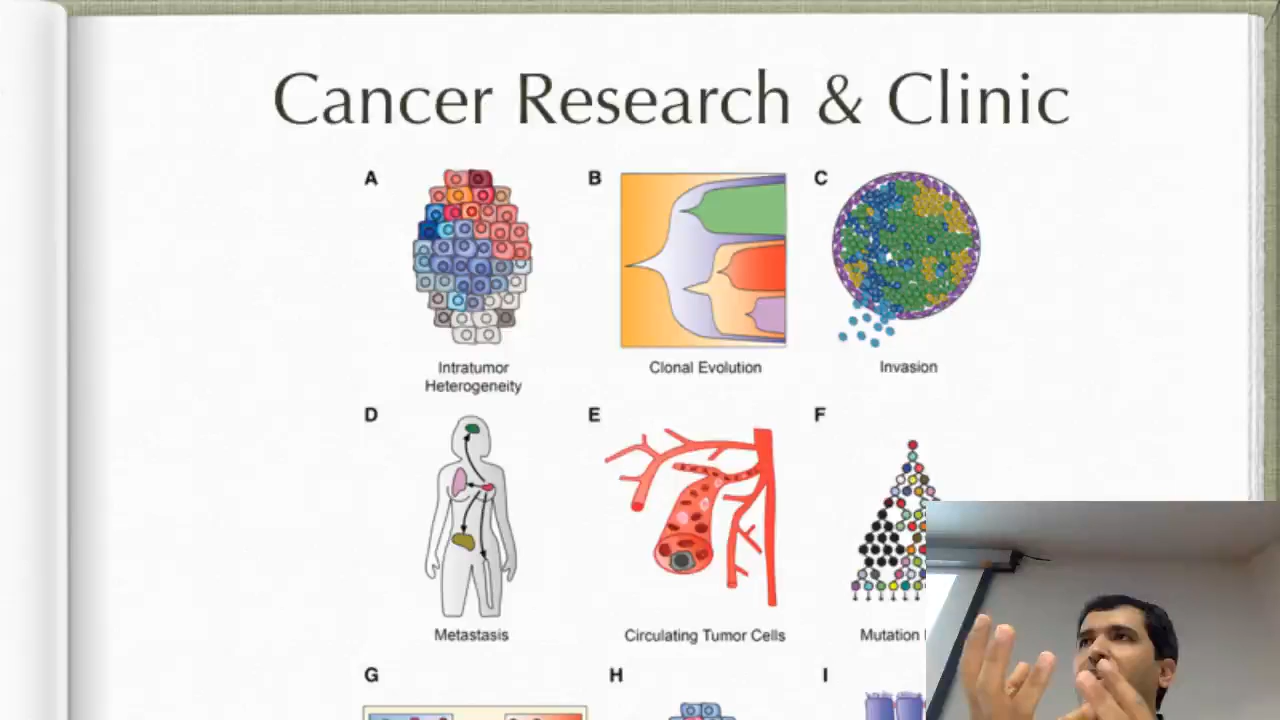 Cancer Research & Clinic
A
B
C
Intratumor
Heterogeneity
Clonal Evolution
Invasion
D
E
F
Metastasis
Circulating Tumor Cells
Mutation
G
H
I